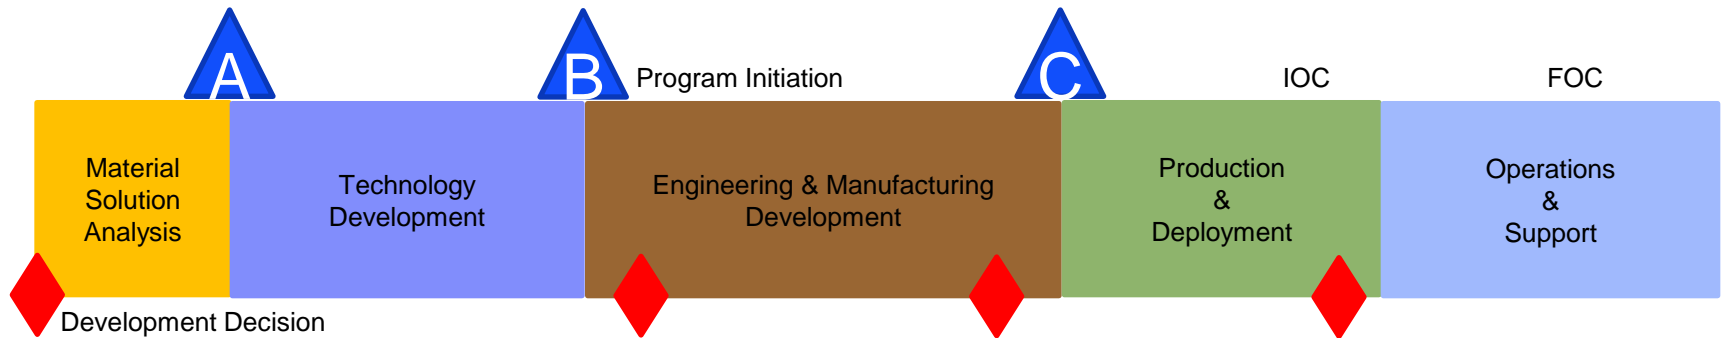 A
B
Program Initiation
C
IOC
FOC
Material
Solution
Analysis
Technology
Development
Engineering & Manufacturing
Development
Production
&
Deployment
Operations
&
Support
Development Decision